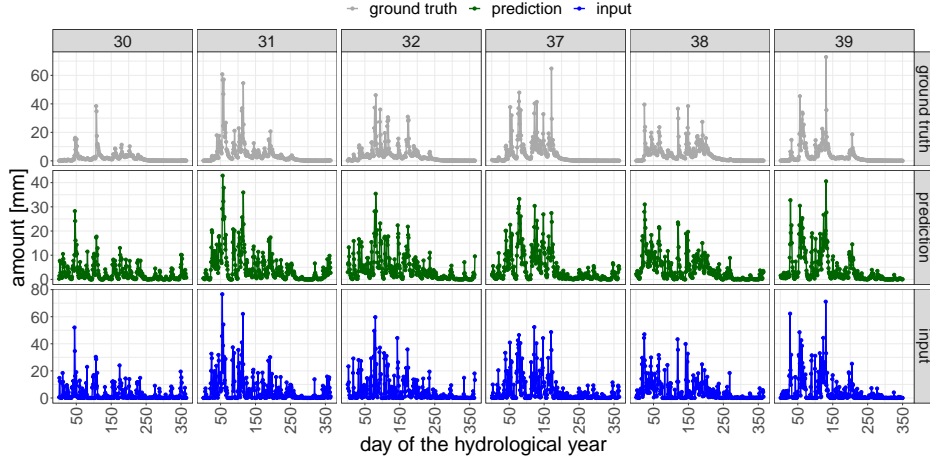 ground truth prediction input
30 31 32 37 38 39
60
40
20
0
ground truth
40
30
20
10
0
prediction
80
60
40
20
0
input
amount [mm]
50 150 250 350 50 150 250 350 50 150 250 350 50 150 250 350 50 150 250 350 50 150 250 350
day of the hydrological year